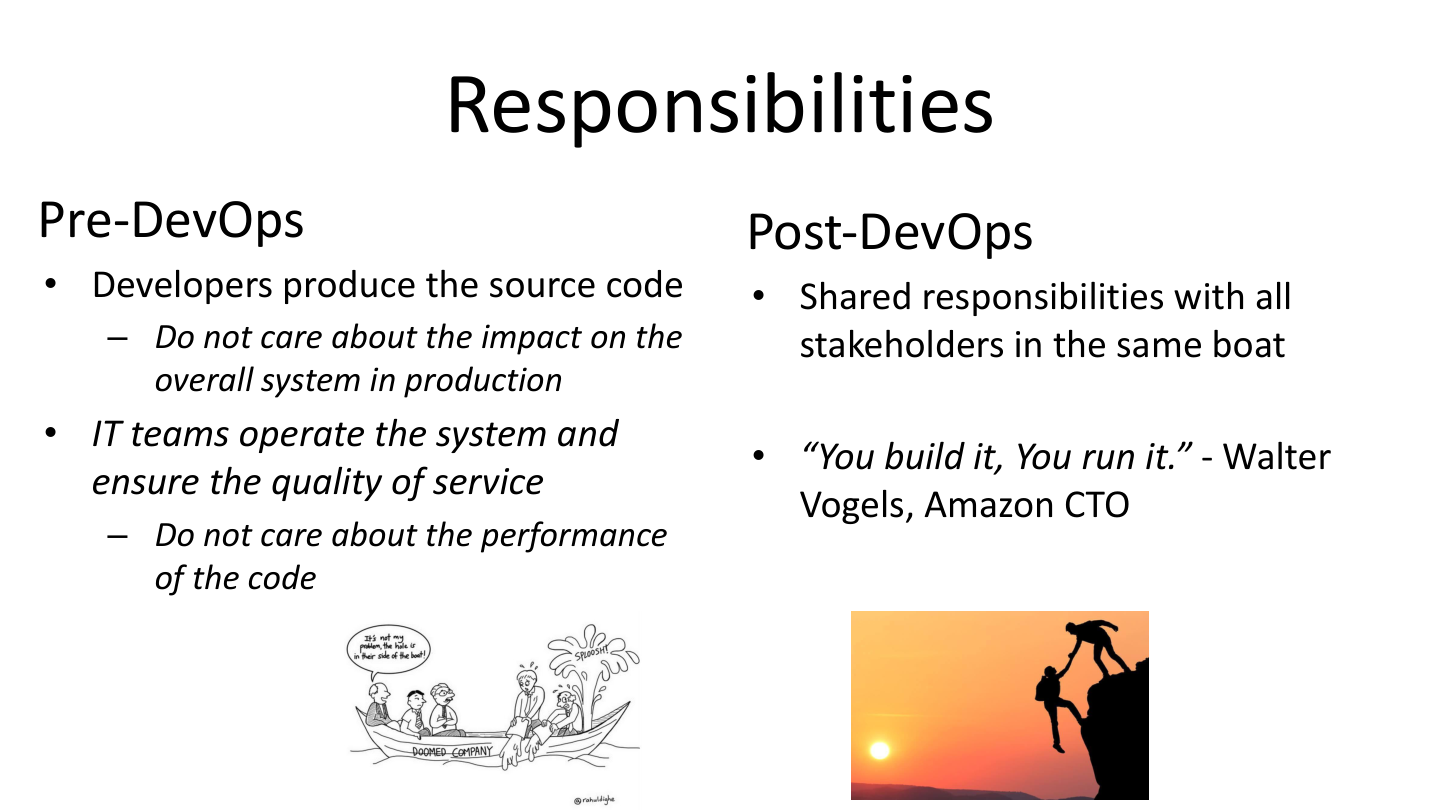 Responsibilities
Pre-DevOps
• Developers produce the source code
– Do not care about the impact on the
overall system in production
• IT teams operate the system and
ensure the quality of service
– Do not care about the performance
of the code
It's not my
problem, the hole is
in their side of the boat!
SPLOOSH!
DOOMED COMPANY
@rahuldighe
Post-DevOps
• Shared responsibilities with all
stakeholders in the same boat
• “You build it, You run it.” - Walter
Vogels, Amazon CTO